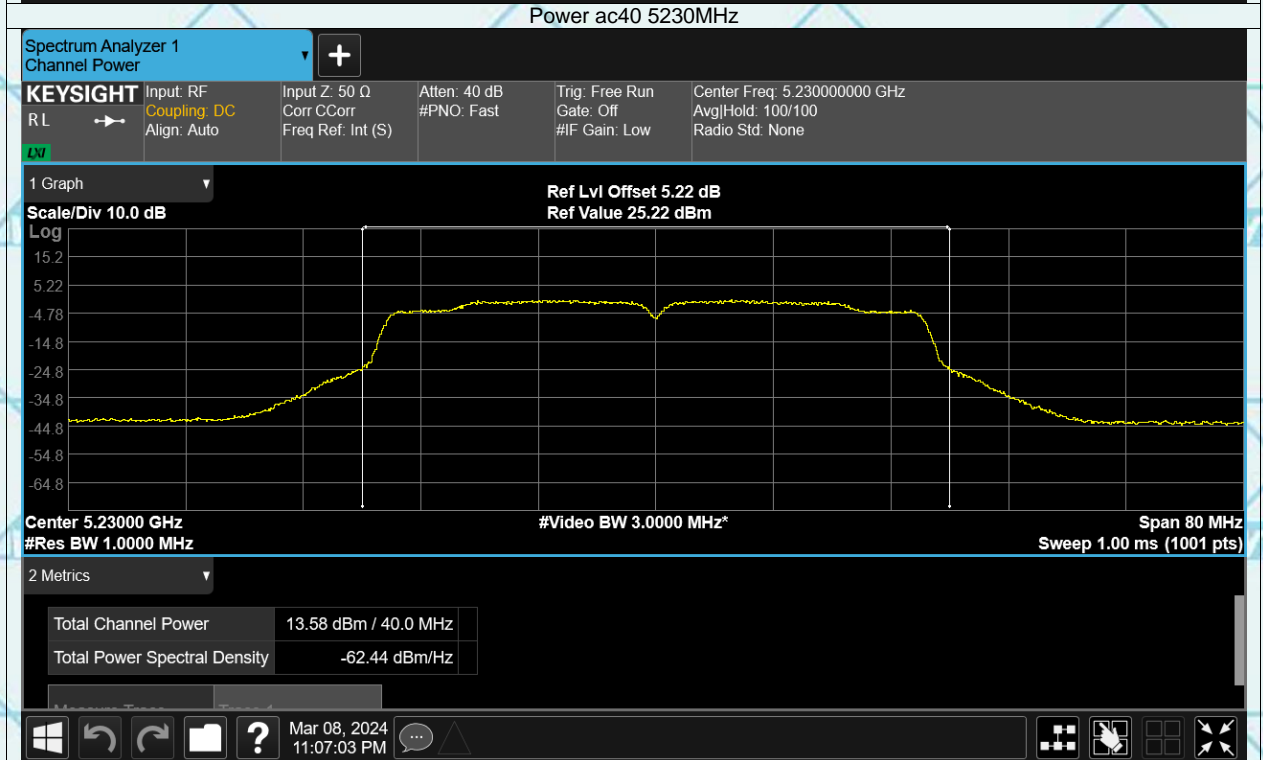 Power ac40 5230MHz
Spectrum Analyzer 1
Channel Power
KEYSIGHT
R L
LXI
Input: RF
Coupling: DC
Align: Auto
Input Z: 50 Ω
Corr CCorr
Freq Ref: Int (S)
Atten: 40 dB
#PNO: Fast
Trig: Free Run
Gate: Off
#IF Gain: Low
Center Freq: 5.230000000 GHz
Avg|Hold: 100/100
Radio Std: None
1 Graph
Ref Lvl Offset 5.22 dB
Scale/Div 10.0 dB
Ref Value 25.22 dBm
Log
15.2
5.22
-4.78
-14.8
-24.8
-34.8
-44.8
-54.8
-64.8
Center 5.23000 GHz
#Video BW 3.0000 MHz*
Span 80 MHz
#Res BW 1.0000 MHz
Sweep 1.00 ms (1001 pts)
2 Metrics
Total Channel Power 13.58 dBm / 40.0 MHz
Total Power Spectral Density -62.44 dBm/Hz
Mar 08, 2024
11:07:03 PM